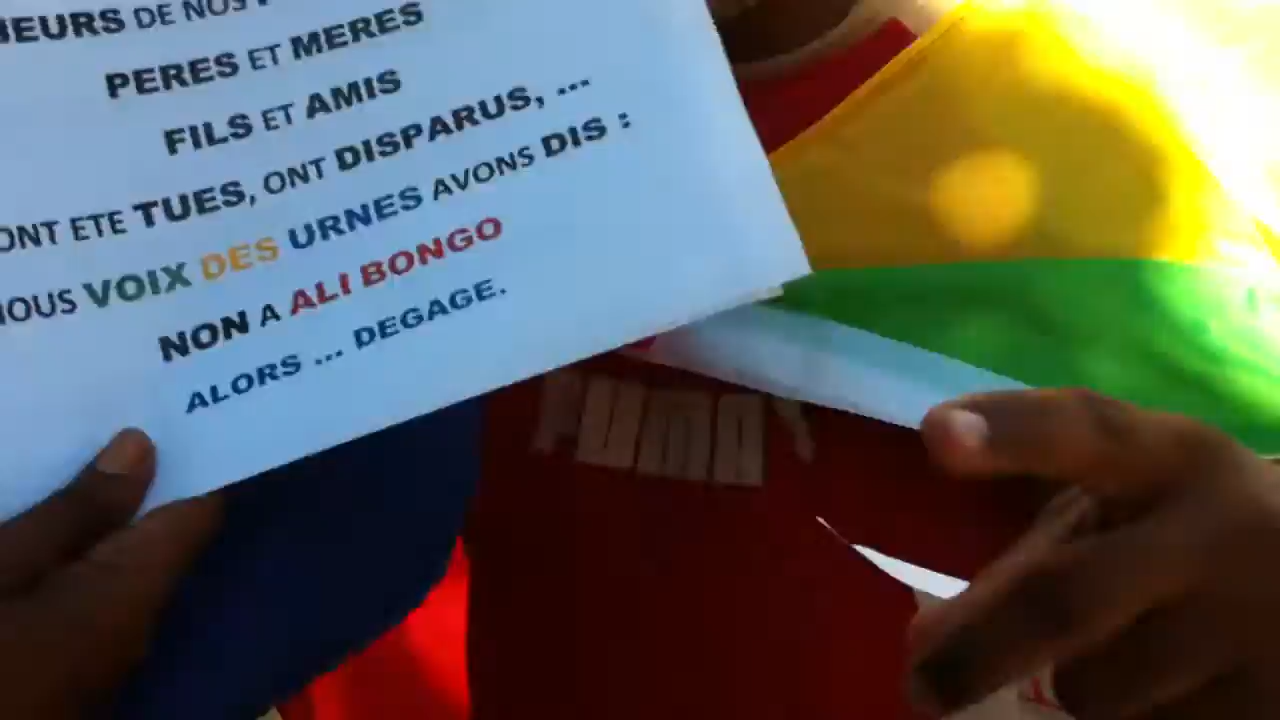 DE NOS
PERES ET MERES
FILS ET AMIS
ONT ETE TUES, ONT DISPARUS, ...
NOUS VOIX DES URNES AVONS DIS :
NON A ALI BONGO
ALORS ... DEGAGE.
PUMA